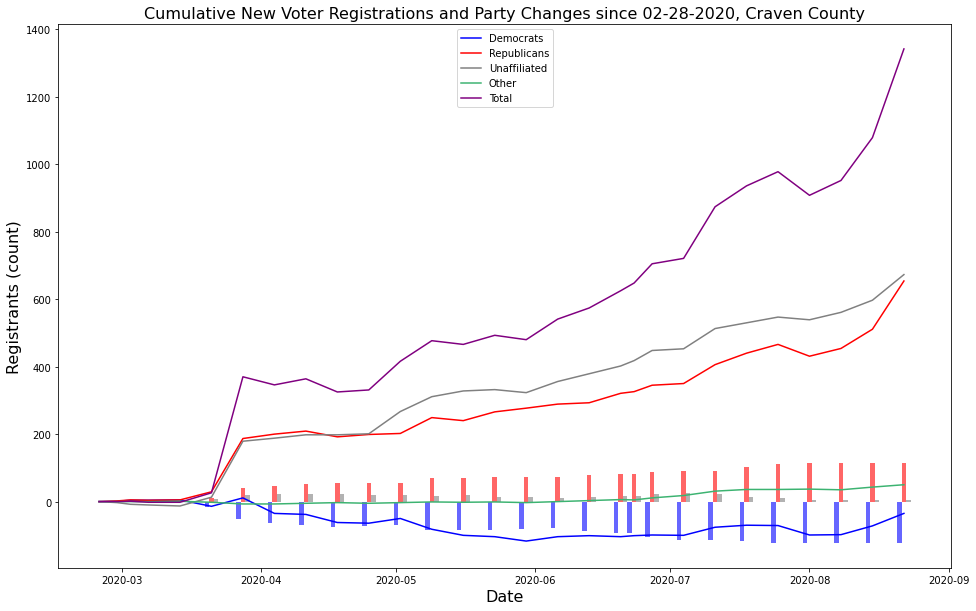 Cumulative New Voter Registrations and Party Changes since 02-28-2020, Craven County
Democrats
Republicans
Unaffiliated
Other
Total
1400
1200
1000
800
600
400
200
0
Registrants (count)
2020-03
2020-04
2020-05
2020-06
2020-07
2020-08
2020-09
Date